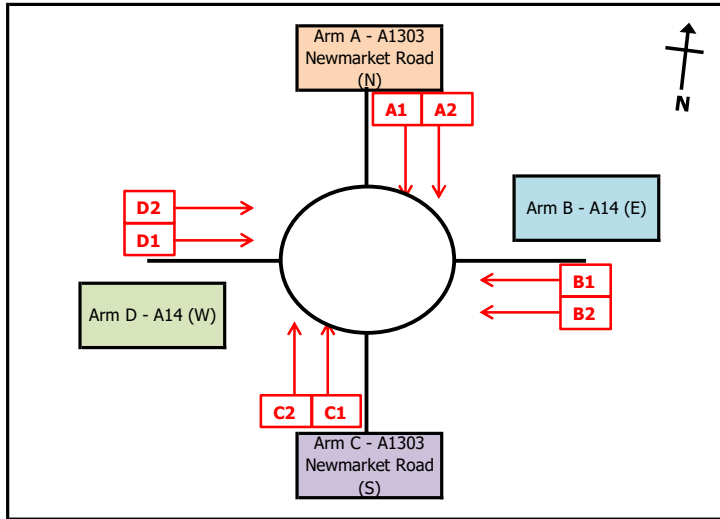 Arm A - A1303
Newmarket Road
(N)
N
A1 A2
D2
D1
Arm B - A14 (E)
B1
B2
Arm D - A14 (W)
C2 C1
Arm C - A1303
Newmarket Road
(S)